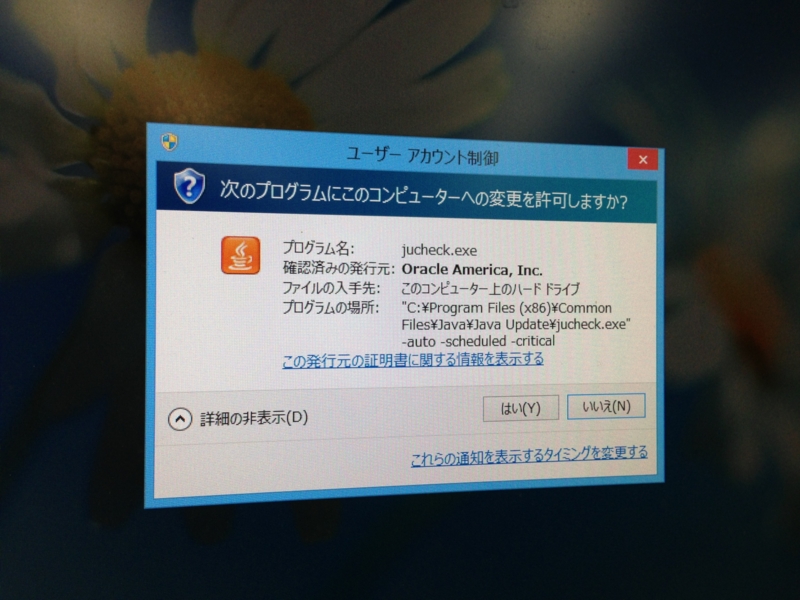 ユーザー アカウント制御
次のプログラムにこのコンピューターへの変更を許可しますか?
プログラム名: jucheck.exe
確認済みの発行元: Oracle America, Inc.
ファイルの入手先: このコンピューター上のハード ドライブ
プログラムの場所: "C:¥Program Files (x86)¥Common
Files¥Java¥Java Update¥jucheck.exe"
-auto -scheduled -critical
この発行元の証明書に関する情報を表示する
詳細の非表示(D)
はい(Y)
いいえ(N)
これらの通知を表示するタイミングを変更する